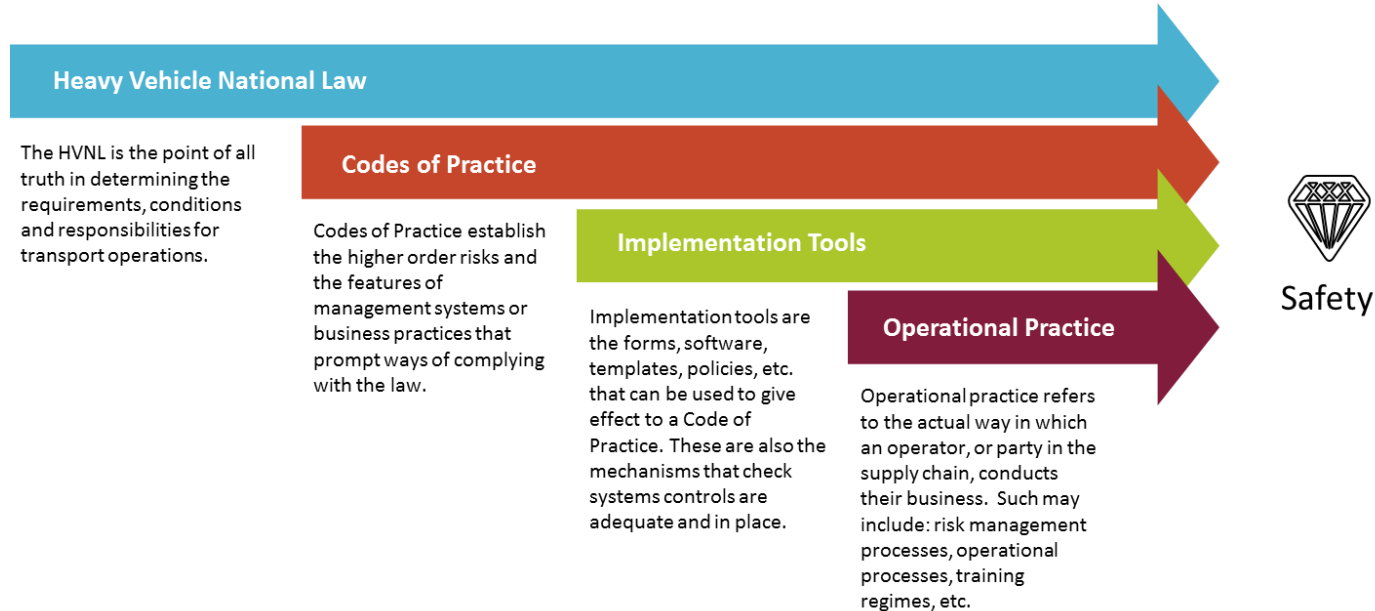 Heavy Vehicle National Law
The HVNL is the point of all
truth in determining the
requirements, conditions
and responsibilities for
transport operations.
Codes of Practice
Codes of Practice establish
the higher order risks and
the features of
management systems or
business practices that
prompt ways of complying
with the law.
Implementation Tools
Implementation tools are
the forms, software,
templates, policies, etc.
that can be used to give
effect to a Code of
Practice. These are also the
mechanisms that check
systems controls are
adequate and in place.
Operational Practice
Operational practice refers
to the actual way in which
an operator, or party in the
supply chain, conducts
their business. Such may
include: risk management
processes, operational
processes, training
regimes, etc.
Safety